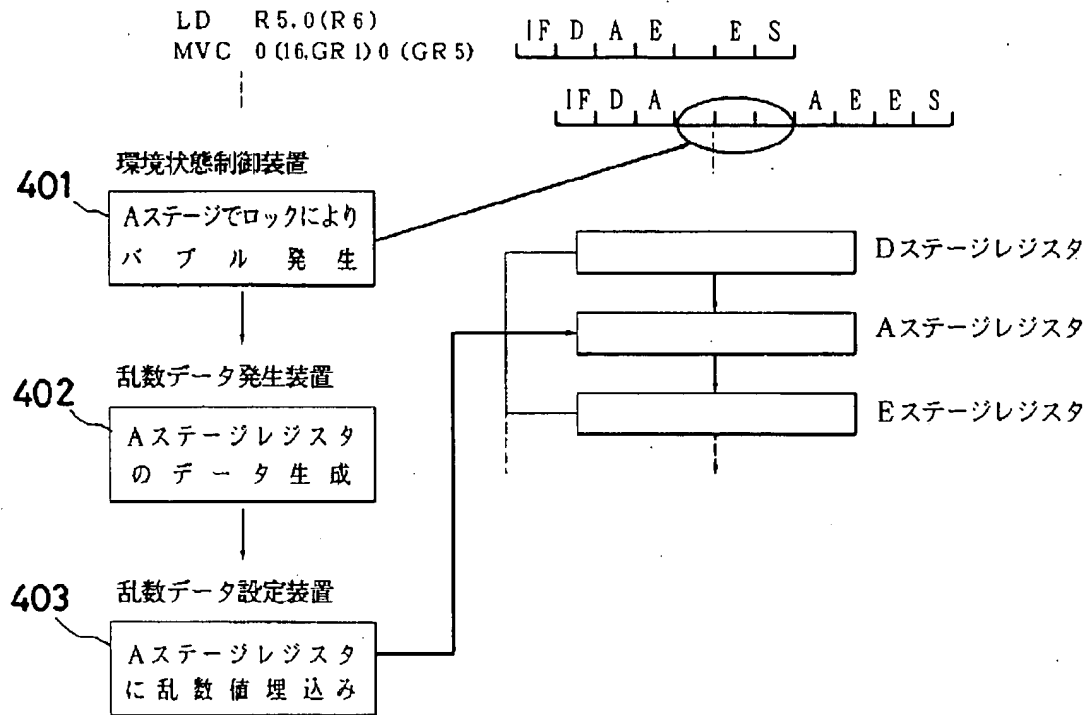 LD R5.0(R6)
IF D A E E S
MVC 0(16,GR1)0(GR5)
IF D A A E E S
環境状態制御装置
401
Aステージでロックにより
バブル発生
Dステージレジスタ
Aステージレジスタ
乱数データ発生装置
402
Aステージレジスタ
のデータ生成
Eステージレジスタ
乱数データ設定装置
403
Aステージレジスタ
に乱数値埋込み